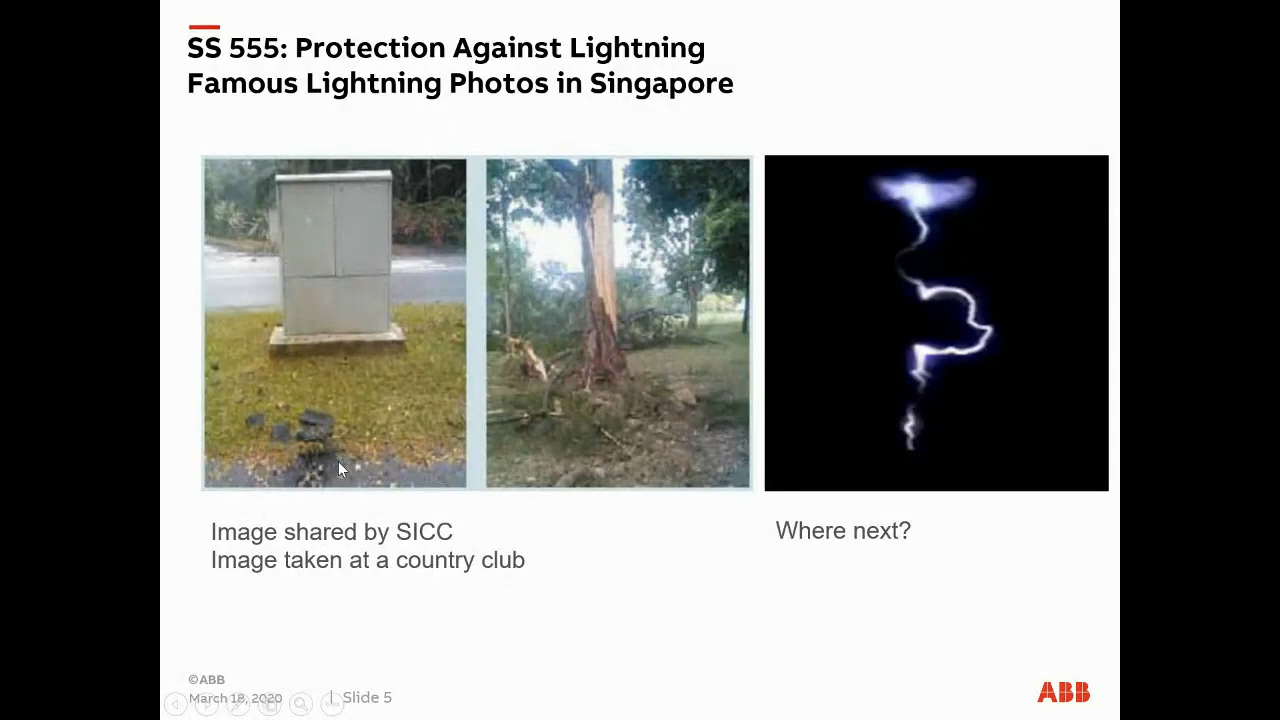 SS 555: Protection Against Lightning
Famous Lightning Photos in Singapore
Image shared by SICC
Image taken at a country club
Where next?
©ABB
March 18, 2020
Slide 5
ABB